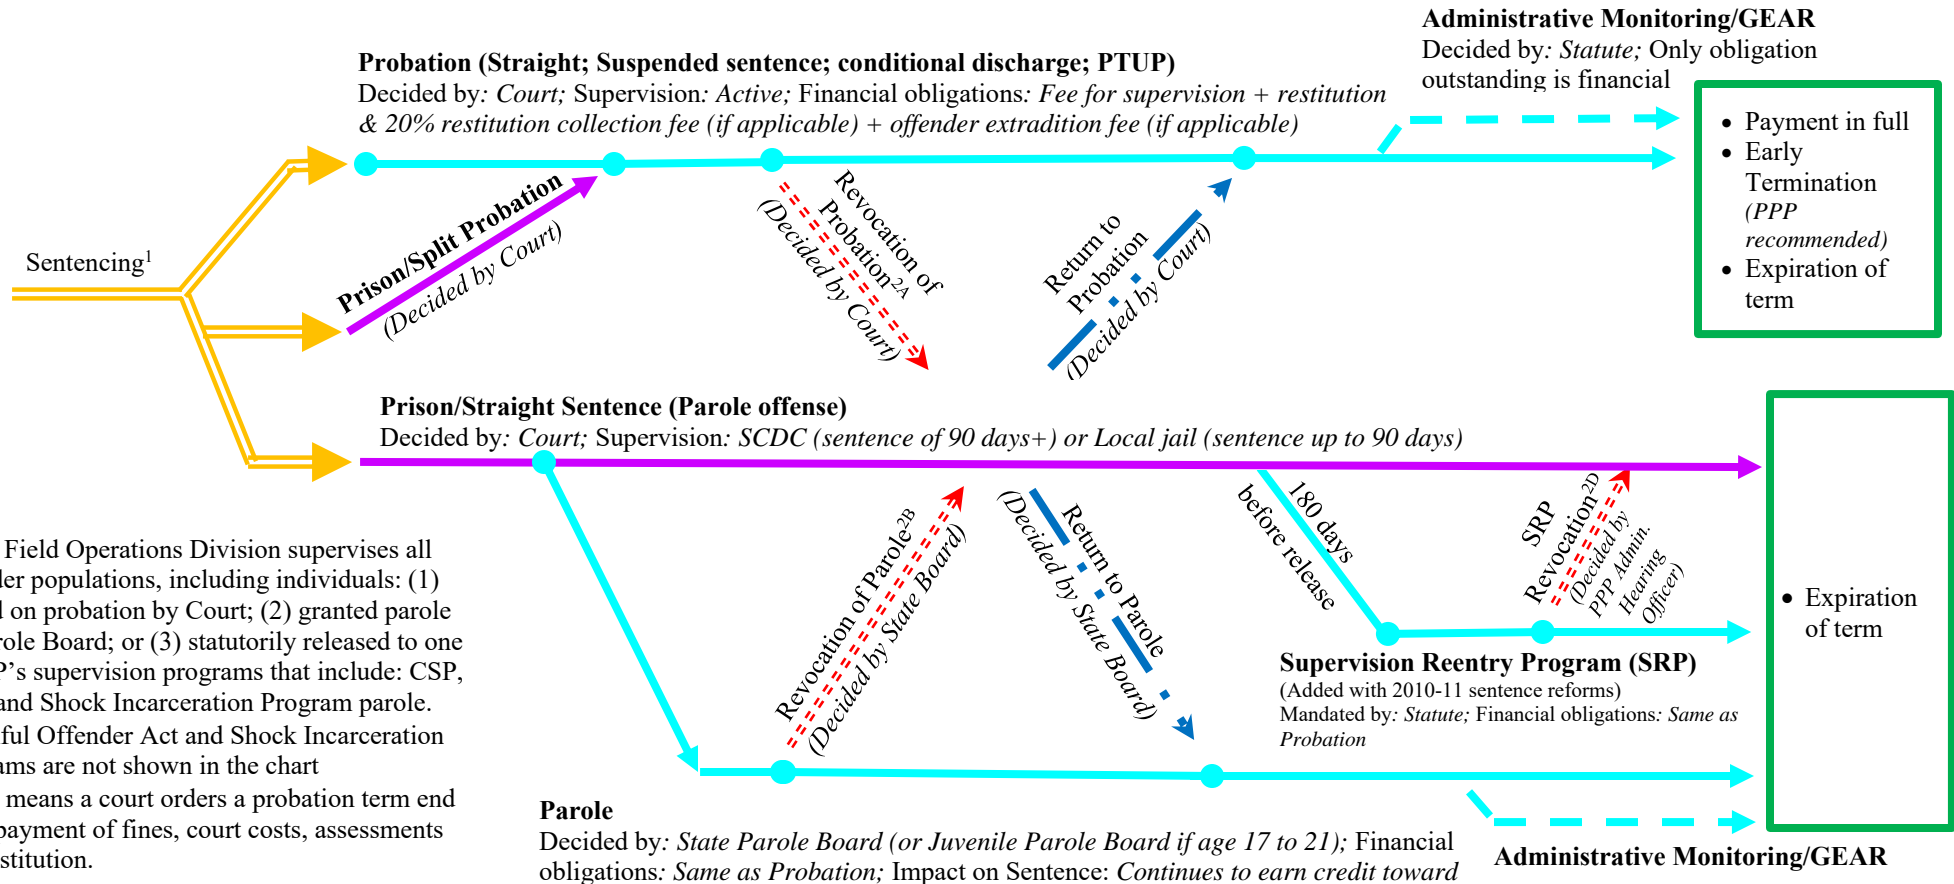 Administrative Monitoring/GEAR
Decided by: Statute; Only obligation
outstanding is financial
Probation (Straight; Suspended sentence; conditional discharge; PTUP)
Decided by: Court; Supervision: Active; Financial obligations: Fee for supervision + restitution
& 20% restitution collection fee (if applicable) + offender extradition fee (if applicable)
• Payment in full
• Early
Termination
(PPP
recommended)
• Expiration of
term
Sentencing1
Prison/Split Probation
(Decided by Court)
Revocation of
Probation2A
(Decided by Court)
Return to
Probation
(Decided by Court)
Prison/Straight Sentence (Parole offense)
Decided by: Court; Supervision: SCDC (sentence of 90 days+) or Local jail (sentence up to 90 days)
Revocation of Parole2B
(Decided by State Board)
Return to Parole
(Decided by State Board)
180 days
before release
SRP
Revocation2D
(Decided by
PPP Admin.
Hearing
Officer)
• Expiration
of term
Supervision Reentry Program (SRP)
(Added with 2010-11 sentence reforms)
Mandated by: Statute; Financial obligations: Same as
Probation
Field Operations Division supervises all
der populations, including individuals: (1)
d on probation by Court; (2) granted parole
role Board; or (3) statutorily released to one
P's supervision programs that include: CSP,
and Shock Incarceration Program parole.
ful Offender Act and Shock Incarceration
ams are not shown in the chart
means a court orders a probation term end
payment of fines, court costs, assessments
stitution.
Parole
Decided by: State Parole Board (or Juvenile Parole Board if age 17 to 21); Financial
obligations: Same as Probation; Impact on Sentence: Continues to earn credit toward
Administrative Monitoring/GEAR